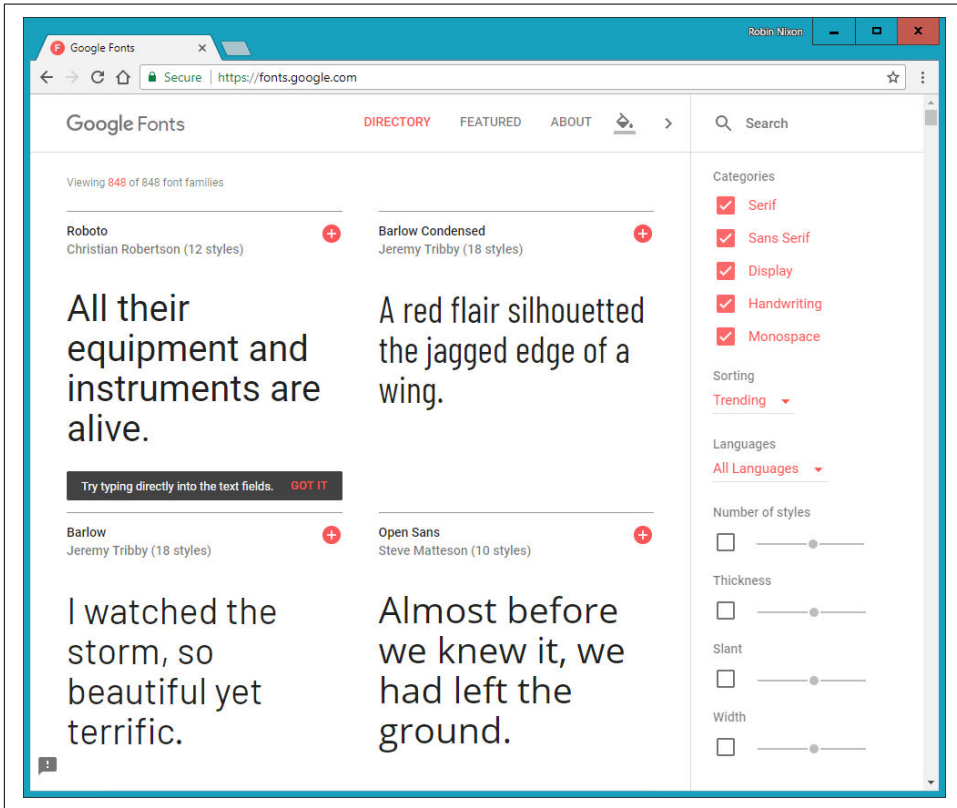 Robin Nixon
Google Fonts
Secure | https://fonts.google.com
Google Fonts
DIRECTORY FEATURED ABOUT
Search
Viewing 848 of 848 font families
Roboto
Christian Robertson (12 styles)
All their
equipment and
instruments are
alive.
Try typing directly into the text fields. GOT IT
Barlow Condensed
Jeremy Tribby (18 styles)
A red flair silhouetted
the jagged edge of a
wing.
Barlow
Jeremy Tribby (18 styles)
I watched the
storm, so
beautiful yet
terrific.
Open Sans
Steve Matteson (10 styles)
Almost before
we knew it, we
had left the
ground.
Categories
Serif
Sans Serif
Display
Handwriting
Monospace
Sorting
Trending
Languages
All Languages
Number of styles
Thickness
Slant
Width